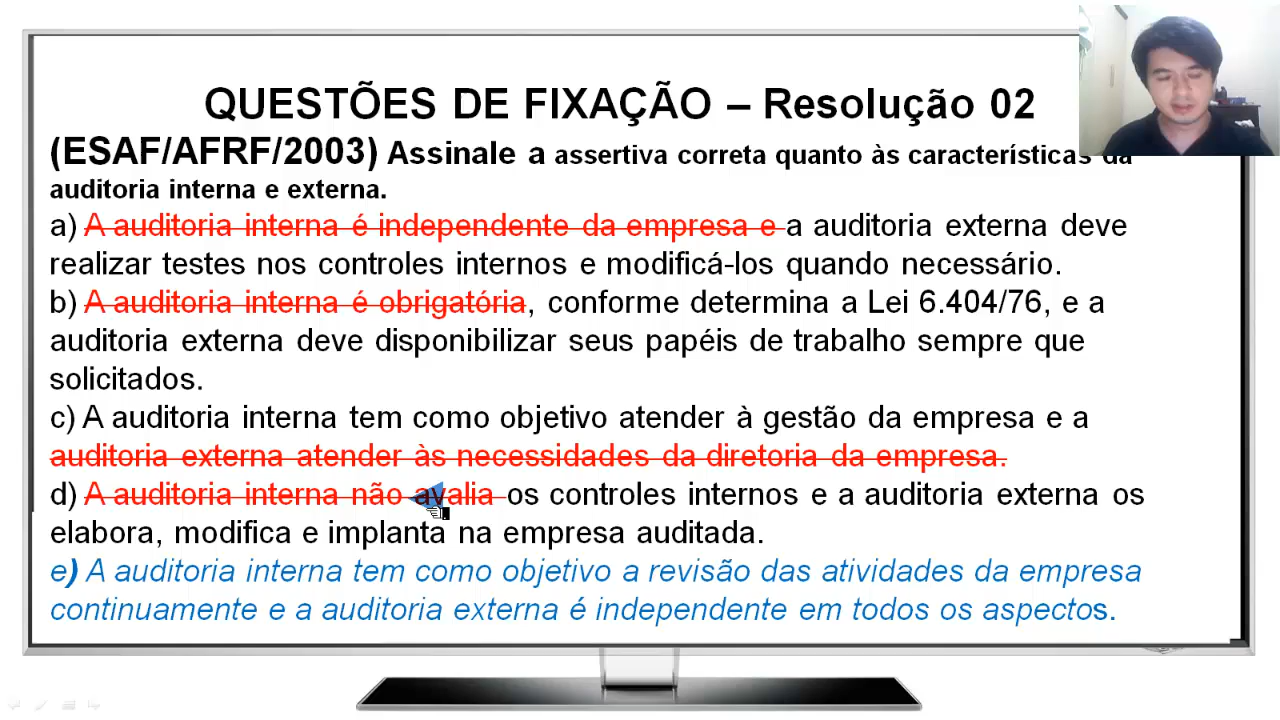 QUESTÕES DE FIXAÇÃO – Resolução 02
(ESAF/AFRF/2003) Assinale a assertiva correta quanto às características da
auditoria interna e externa.
a) A auditoria interna é independente da empresa e a auditoria externa deve
realizar testes nos controles internos e modificá-los quando necessário.
b) A auditoria interna é obrigatória, conforme determina a Lei 6.404/76, e a
auditoria externa deve disponibilizar seus papéis de trabalho sempre que
solicitados.
c) A auditoria interna tem como objetivo atender à gestão da empresa e a
auditoria externa atender às necessidades da diretoria da empresa.
d) A auditoria interna não avalia os controles internos e a auditoria externa os
elabora, modifica e implanta na empresa auditada.
e) A auditoria interna tem como objetivo a revisão das atividades da empresa
continuamente e a auditoria externa é independente em todos os aspectos.